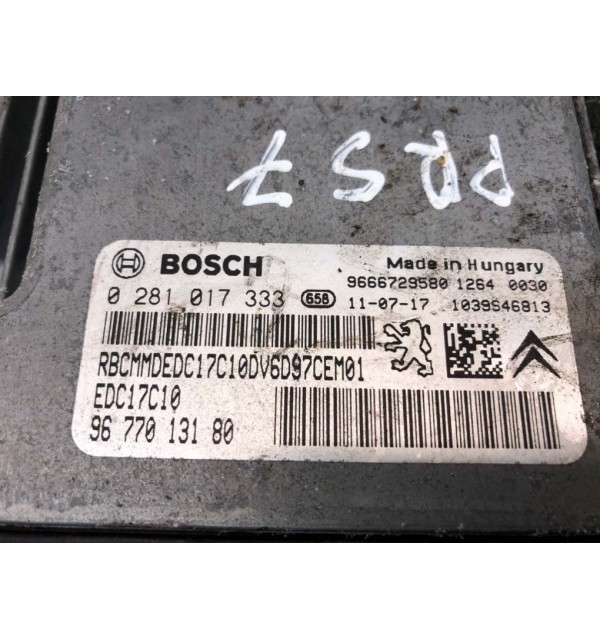 PR57
BOSCH
Made in Hungary
9666729580 1264 0030
0 281 017 333 658 11-07-17 1039S46813
RBCMMDEDC17C10DV6D97CEM01
EDC17C10
96 770 131 80